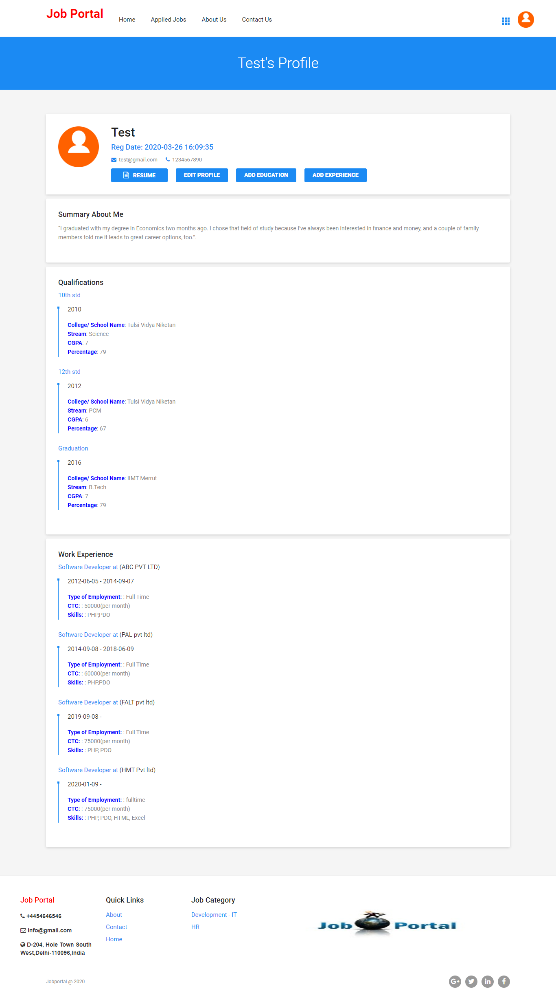 Job Portal
Home Applied Jobs About Us Contact Us
Test's Profile
Test
Reg Date: 2020-03-26 16:09:35
test@gmail.com 1234567890
RESUME EDIT PROFILE ADD EDUCATION ADD EXPERIENCE
Summary About Me
“I graduated with my degree in Economics two months ago. I chose that field of study because I’ve always been interested in finance and money, and a couple of family
members told me it leads to great career options, too.”.
Qualifications
10th std
2010
College/ School Name: Tulsi Vidya Niketan
Stream: Science
CGPA: 7
Percentage: 79
12th std
2012
College/ School Name: Tulsi Vidya Niketan
Stream: PCM
CGPA: 6
Percentage: 67
Graduation
2016
College/ School Name: IIMT Merrut
Stream: B.Tech
CGPA: 7
Percentage: 79
Work Experience
Software Developer at (ABC PVT LTD)
2012-06-05 - 2014-09-07
Type of Employment: : Full Time
CTC: : 50000(per month)
Skills: : PHP,PDO
Software Developer at (PAL pvt ltd)
2014-09-08 - 2018-06-09
Type of Employment: : Full Time
CTC: : 60000(per month)
Skills: : PHP,PDO
Software Developer at (FALT pvt ltd)
2019-09-08 -
Type of Employment: : Full Time
CTC: : 75000(per month)
Skills: : PHP, PDO
Software Developer at (HMT Pvt ltd)
2020-01-09 -
Type of Employment: : fulltime
CTC: : 75000(per month)
Skills: : PHP, PDO, HTML, Excel
Job Portal
+4454646546
info@gmail.com
D-204, Hole Town South
West,Delhi-110096,India
Quick Links
About
Contact
Home
Job Category
Development - IT
HR
Job Portal
Jobportal @ 2020
G+ in f